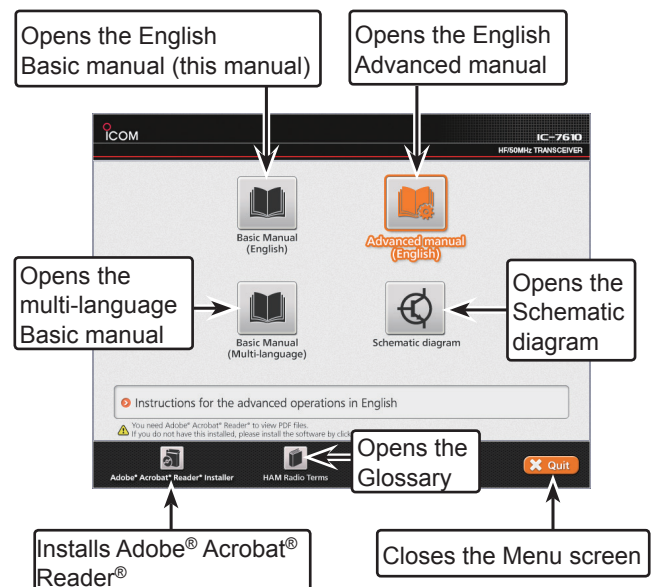 Opens the English
Basic manual (this manual)
Opens the English
Advanced manual
ICOM
IC-7610
HF/50MHz TRANSCEIVER
Basic Manual
(English)
Advanced manual
(English)
Opens the
multi-language
Basic manual
Basic Manual
(Multi-language)
Schematic diagram
Opens the
Schematic
diagram
Instructions for the advanced operations in English
You need Adobe® Acrobat® Reader® to view PDF files.
If you do not have this installed, please install the software by
Adobe® Acrobat® Reader® Installer
HAM Radio Terms
Opens the
Glossary
Quit
Installs Adobe® Acrobat®
Reader®
Closes the Menu screen